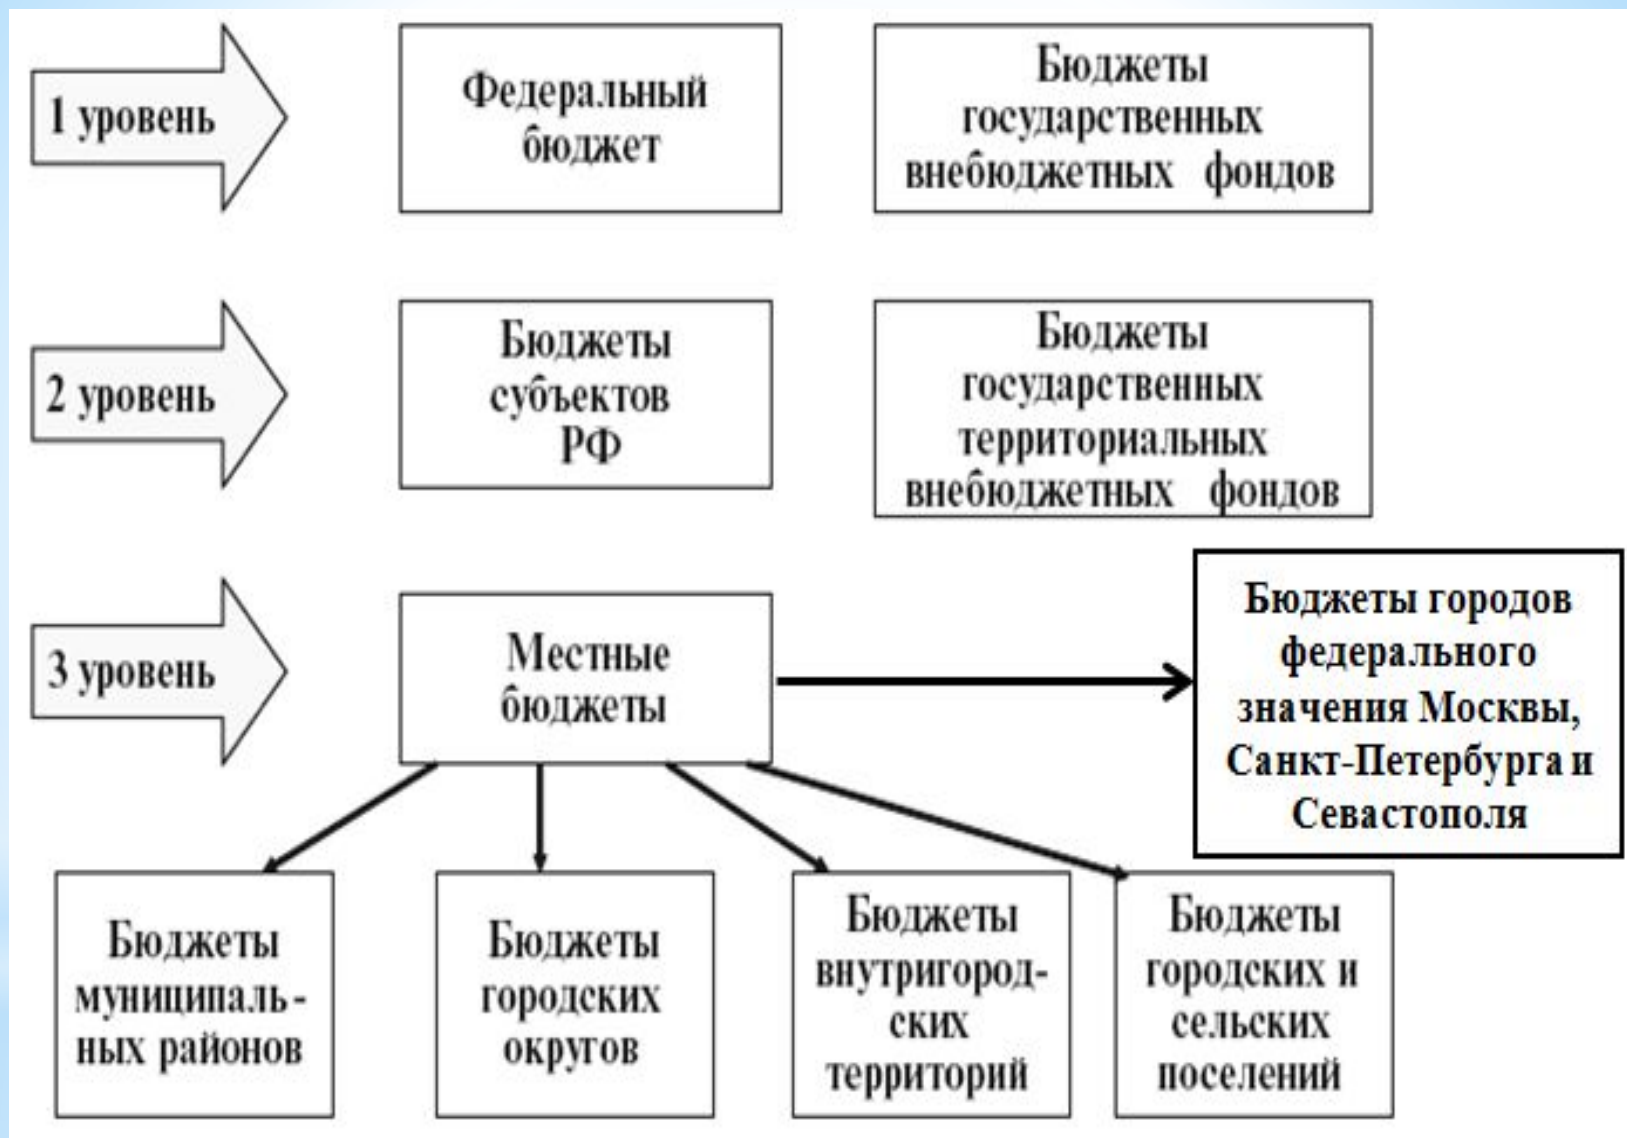 1 уровень
Федеральный
бюджет
Бюджеты
государственных
внебюджетных фондов
2 уровень
Бюджеты
субъектов
РФ
Бюджеты
государственных
территориальных
внебюджетных фондов
3 уровень
Местные
бюджеты
Бюджеты городов
федерального
значения Москвы,
Санкт-Петербурга и
Севастополя
Бюджеты
муниципаль-
ных районов
Бюджеты
городских
округов
Бюджеты
внутригород-
ских
территорий
Бюджеты
городских и
сельских
поселений